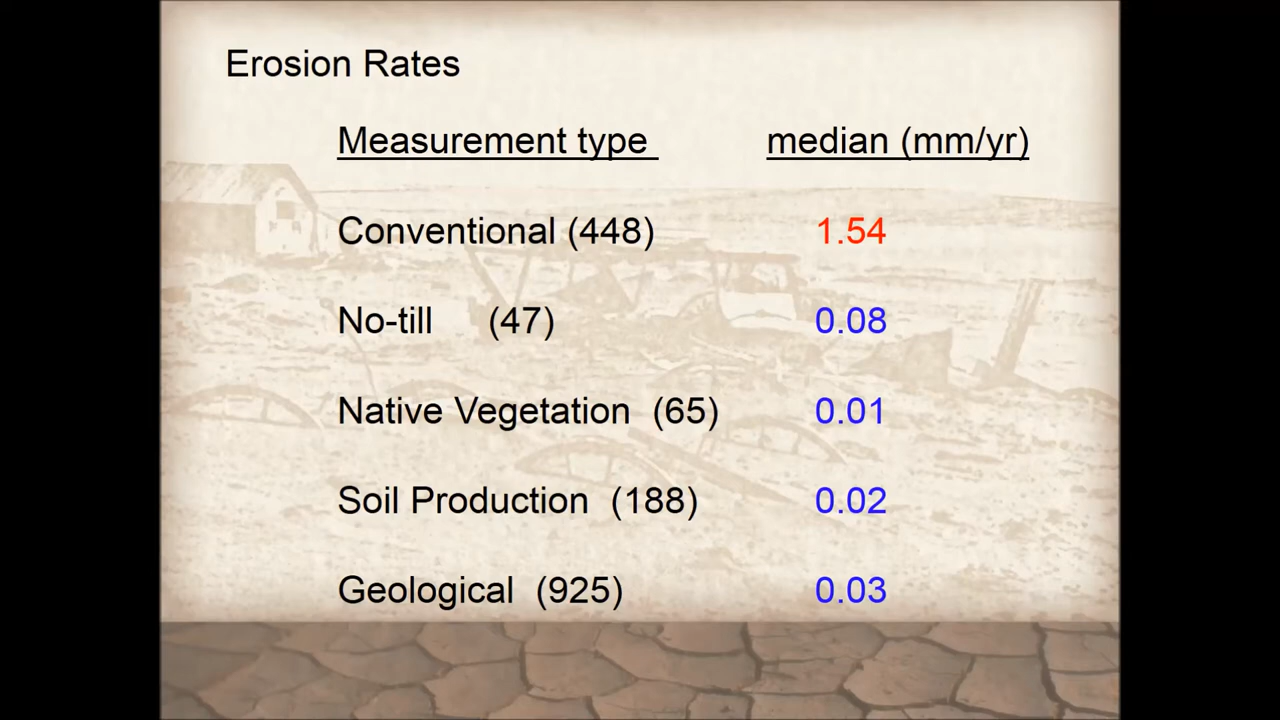 Erosion Rates
Measurement type median (mm/yr)
Conventional (448) 1.54
No-till (47) 0.08
Native Vegetation (65) 0.01
Soil Production (188) 0.02
Geological (925) 0.03